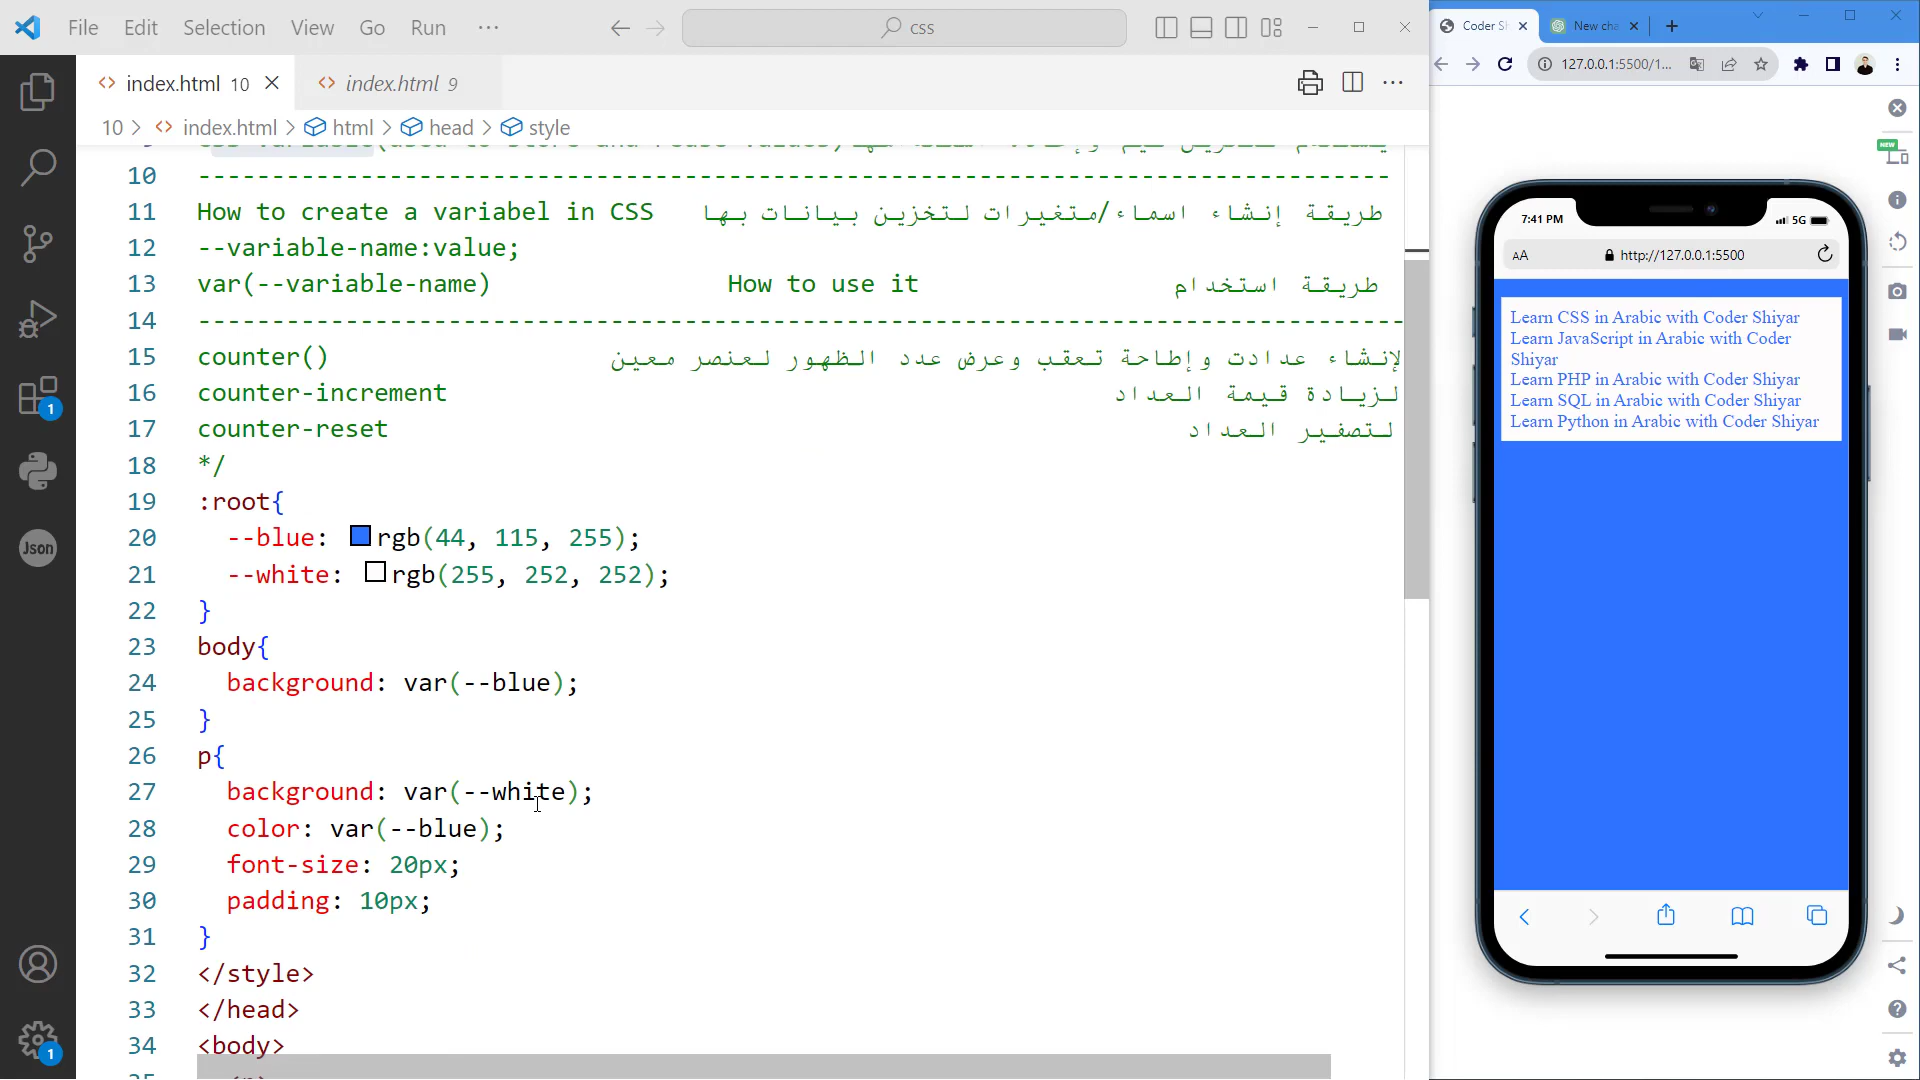 File Edit Selection View Go Run ···
css
index.html 10
index.html 9
10 > index.html > html > head > style
10 --------------------------------------------------------------------------------
11 How to create a variabel in CSS طريقة إنشاء اسماء/متغيرات لتخزين بيانات بها
12 --variable-name:value;
13 var(--variable-name) How to use it طريقة استخدام
14 --------------------------------------------------------------------------------
15 counter() لإنشاء عدادت وإطاحة تعقب وعرض عدد الظهور لعنصر معين
16 counter-increment لزيادة قيمة العداد
17 counter-reset لتصفير العداد
18 */
19 :root{
20 --blue: rgb(44, 115, 255);
21 --white: rgb(255, 252, 252);
22 }
23 body{
24 background: var(--blue);
25 }
26 p{
27 background: var(--white);
28 color: var(--blue);
29 font-size: 20px;
30 padding: 10px;
31 }
32 </style>
33 </head>
34 <body>
Json
1
1
Coder Sh
New cha
127.0.0.1:5500/1...
NEW
7:41 PM
5G
AA http://127.0.0.1:5500
Learn CSS in Arabic with Coder Shiyar
Learn JavaScript in Arabic with Coder
Shiyar
Learn PHP in Arabic with Coder Shiyar
Learn SQL in Arabic with Coder Shiyar
Learn Python in Arabic with Coder Shiyar